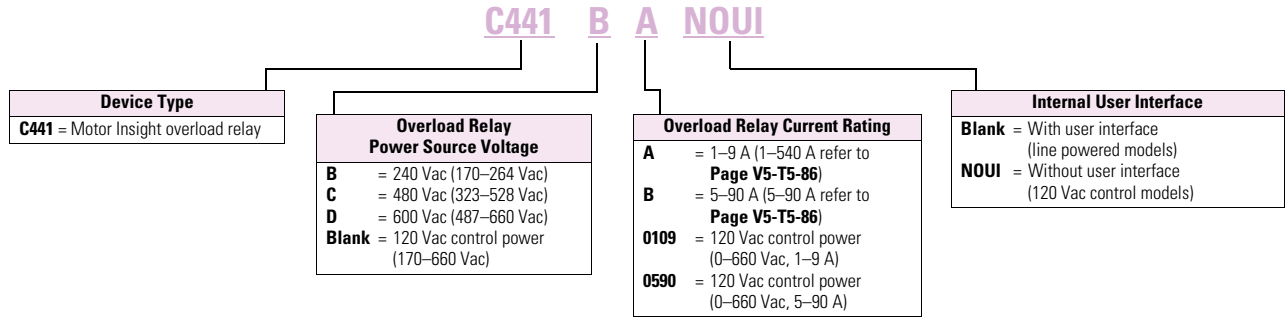 C441 B A NOUI
Device Type
C441 = Motor Insight overload relay
Overload Relay
Power Source Voltage
B = 240 Vac (170–264 Vac)
C = 480 Vac (323–528 Vac)
D = 600 Vac (487–660 Vac)
Blank = 120 Vac control power
(170–660 Vac)
Overload Relay Current Rating
A = 1–9 A (1–540 A refer to
Page V5-T5-86)
B = 5–90 A (5–90 A refer to
Page V5-T5-86)
0109 = 120 Vac control power
(0–660 Vac, 1–9 A)
0590 = 120 Vac control power
(0–660 Vac, 5–90 A)
Internal User Interface
Blank = With user interface
(line powered models)
NOUI = Without user interface
(120 Vac control models)